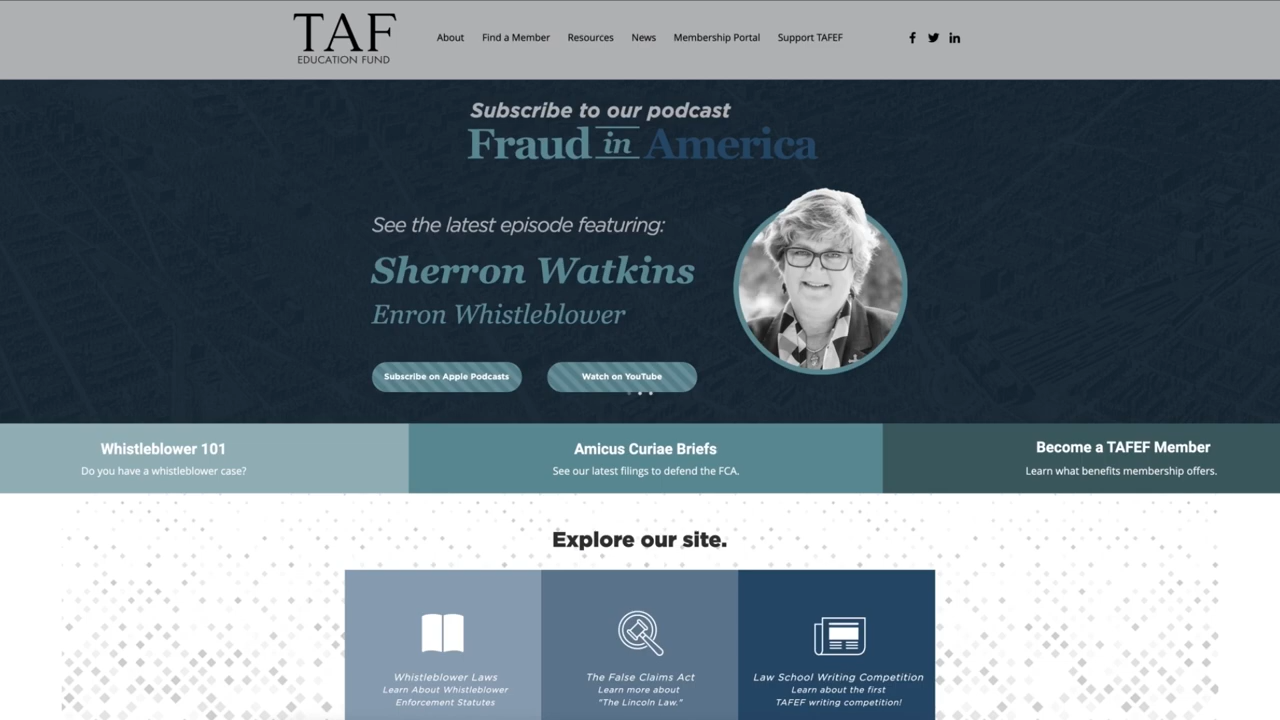 TAF
EDUCATION FUND
About Find a Member Resources News Membership Portal Support TAFEF
Subscribe to our podcast
Fraud in America
See the latest episode featuring:
Sherron Watkins
Enron Whistleblower
Subscribe on Apple Podcasts
Watch on YouTube
Whistleblower 101
Do you have a whistleblower case?
Amicus Curiae Briefs
See our latest filings to defend the FCA.
Become a TAFEF Member
Learn what benefits membership offers.
Explore our site.
Whistleblower Laws
Learn About Whistleblower
Enforcement Statutes
The False Claims Act
Learn more about
"The Lincoln Law."
Law School Writing Competition
Learn about the first
TAFEF writing competition!